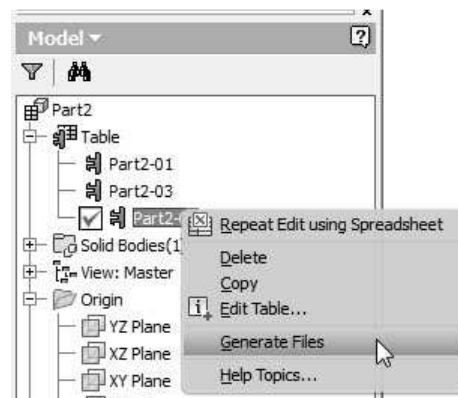 Model
Part2
Table
Part2-01
Part2-03
Part2-
Repeat Edit using Spreadsheet
Solid Bodies(1
Delete
View: Master
Copy
Origin
Edit Table...
YZ Plane
Generate Files
XZ Plane
XY Plane
Help Topics...